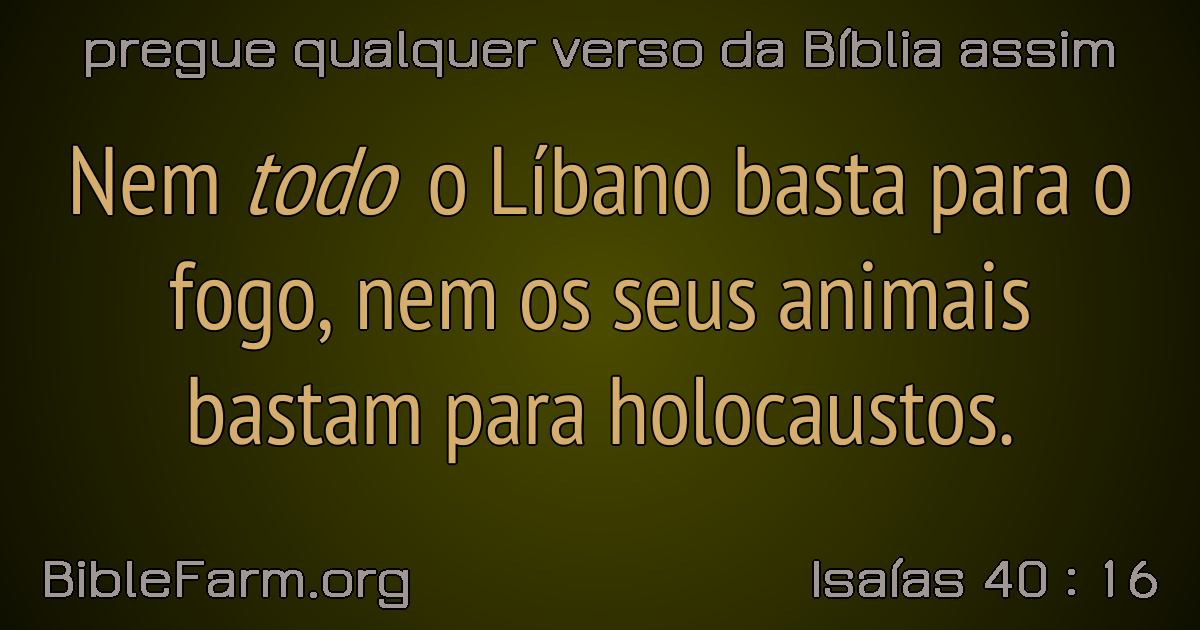 pregue qualquer verso da Bíblia assim
Nem todo o Líbano basta para o
fogo, nem os seus animais
bastam para holocaustos.
BibleFarm.org
Isaías 40 : 16